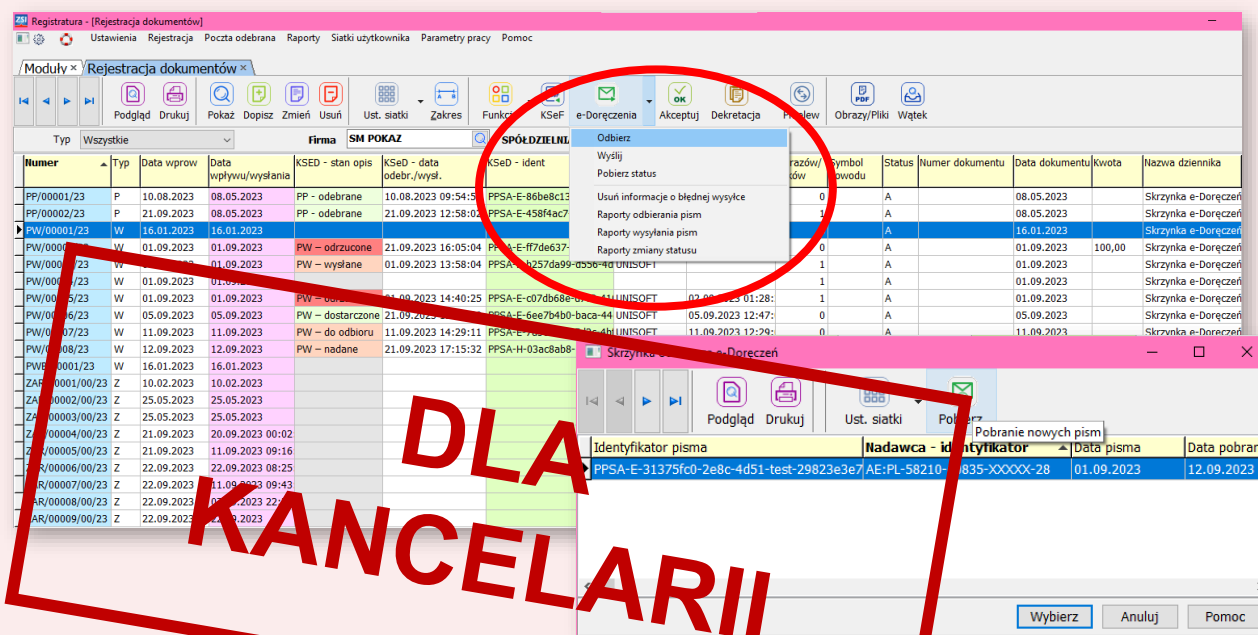 ZSI Registratura - [Rejestracja dokumentów]
Ustawienia Rejestracja Poczta odebrana Raporty Siatki użytkownika Parametry pracy Pomoc
Moduły × Rejestracja dokumentów ×
Podgląd Drukuj Pokaż Dopisz Zmień Usuń Ust. siatki Zakres KSeF e-Doręczenia Akceptuj Dekretacja Obrazy/Pliki Wątek
Typ Wszystkie Firma SM POKAZ
Odbierz
Wyślij
Pobierz status
Usuń informacje o błędnej wysyłce
Raporty odbierania pism
Raporty wysyłania pism
Raporty zmiany statusu
Numer Typ Data wprow Data wpływu/wysłania KSED - stan opis KSeD - data odebr./wysł. KSeD - ident Symbol Status Numer dokumentu Data dokumentu Kwota Nazwa dziennika
PP/00001/23 P 10.08.2023 08.05.2023 PP - odebrane 10.08.2023 09:54:5 PPSA-E-86be8c13 0 A 08.05.2023 Skrzynka e-Doręczeń
PP/00002/23 P 21.09.2023 08.05.2023 PP - odebrane 21.09.2023 12:58:02 PPSA-E-458f4ac7 A 08.05.2023 Skrzynka e-Doręczeń
PW/00001/23 W 16.01.2023 16.01.2023 A 16.01.2023 Skrzynka e-Doręczeń
W 01.09.2023 01.09.2023 PW – odrzucone 21.09.2023 16:05:04 PPSA-E-ff7de637- A 01.09.2023 100,00 Skrzynka e-Doręczeń
W 01.09.2023 PW – wysłane 01.09.2023 13:58:04 UNISOFT 1 A 01.09.2023 Skrzynka e-Doręczeń
W 01.09.2023 1 A 01.09.2023 Skrzynka e-Doręczeń
W 01.09.2023 01.09.2023 14:40:25 UNISOFT 1 A 01.09.2023 Skrzynka e-Doręczeń
W 05.09.2023 05.09.2023 PW – dostarczone UNISOFT 05.09.2023 12:47: 0 A 05.09.2023 Skrzynka e-Doręczeń
W 11.09.2023 11.09.2023 PW – do odbioru 11.09.2023 14:29:11 UNISOFT 11.09.2023 12:29: 0 A 11.09.2023 Skrzynka e-Doręczeń
W 12.09.2023 12.09.2023 PW – nadane 21.09.2023 17:15:32 PPSA-H-03ac8ab8-
W 16.01.2023 16.01.2023
Z 10.02.2023 10.02.2023
Z 25.05.2023 25.05.2023
Z 25.05.2023 25.05.2023
Z 21.09.2023 20.09.2023 00:02
Z 21.09.2023 11.09.2023 09:16
Z 22.09.2023 22.09.2023 08:25
Z 22.09.2023 11.09.2023 09:43
Z 22.09.2023
Z 22.09.2023
DLA
KANCELARII
Podgląd Drukuj Ust. siatki
Pobranie nowych pism
Identyfikator pisma Nadawca - identyfikator Data pisma Data pobran
PPSA-E-31375fc0-2e8c-4d51-test-29823e3e7 01.09.2023 12.09.2023
Wybierz Anuluj Pomoc